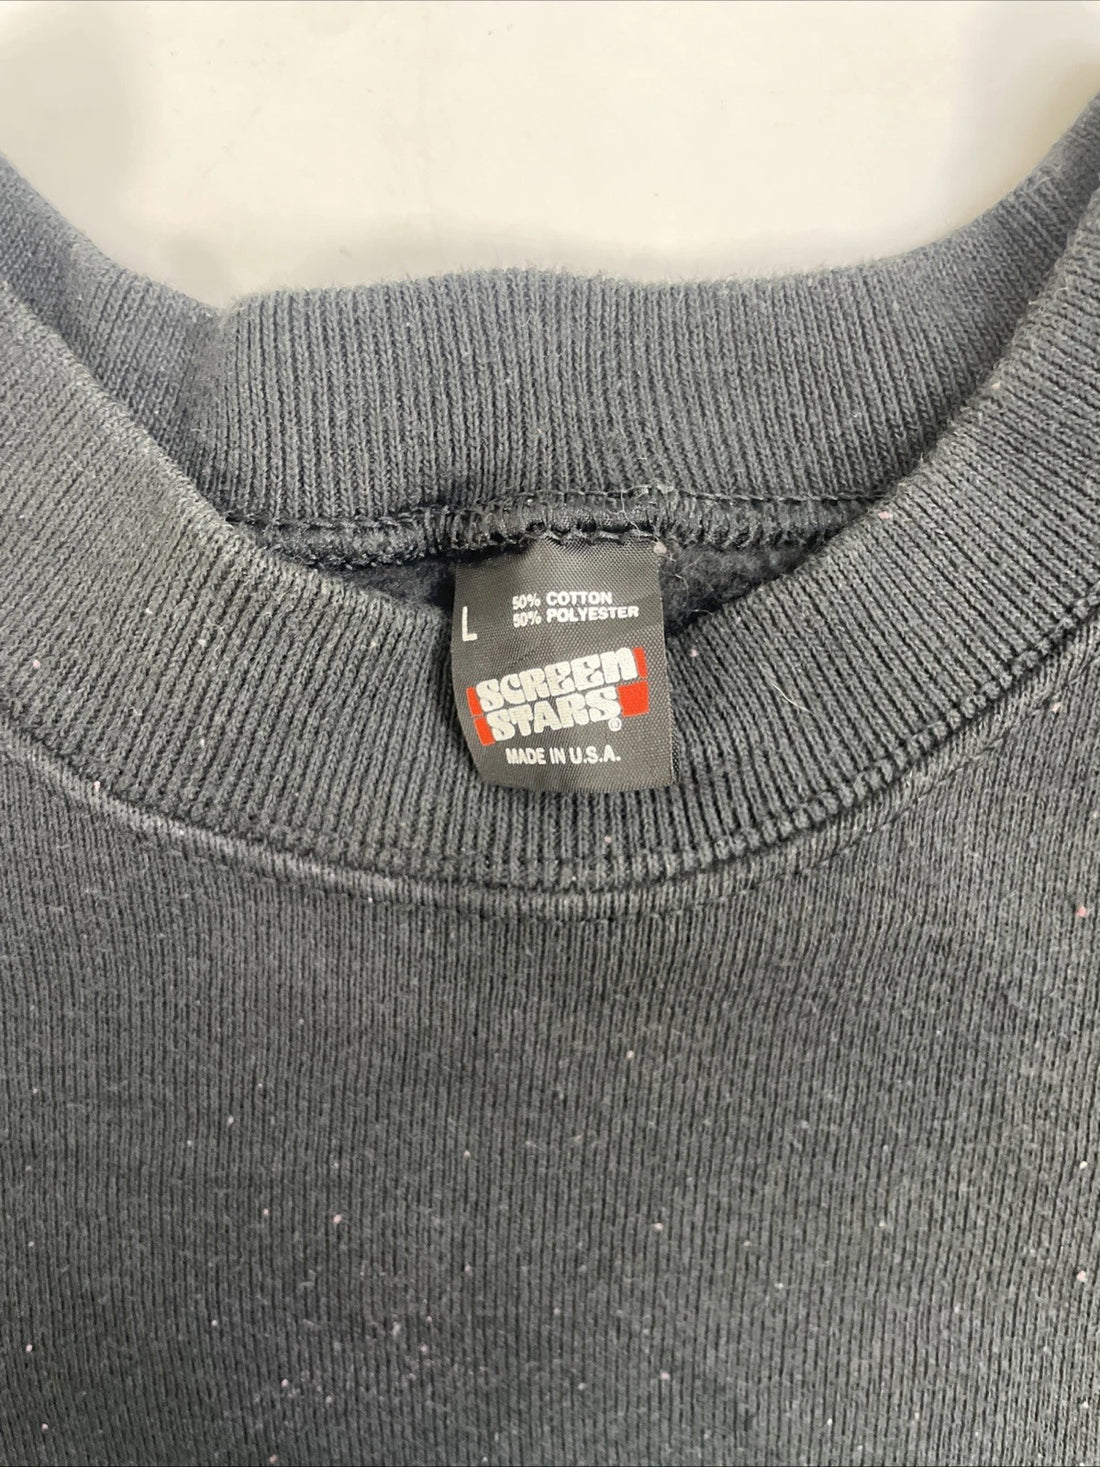 50% COTTON
L 50% POLYESTER
SCREEN
STARS®
MADE IN U.S.A.